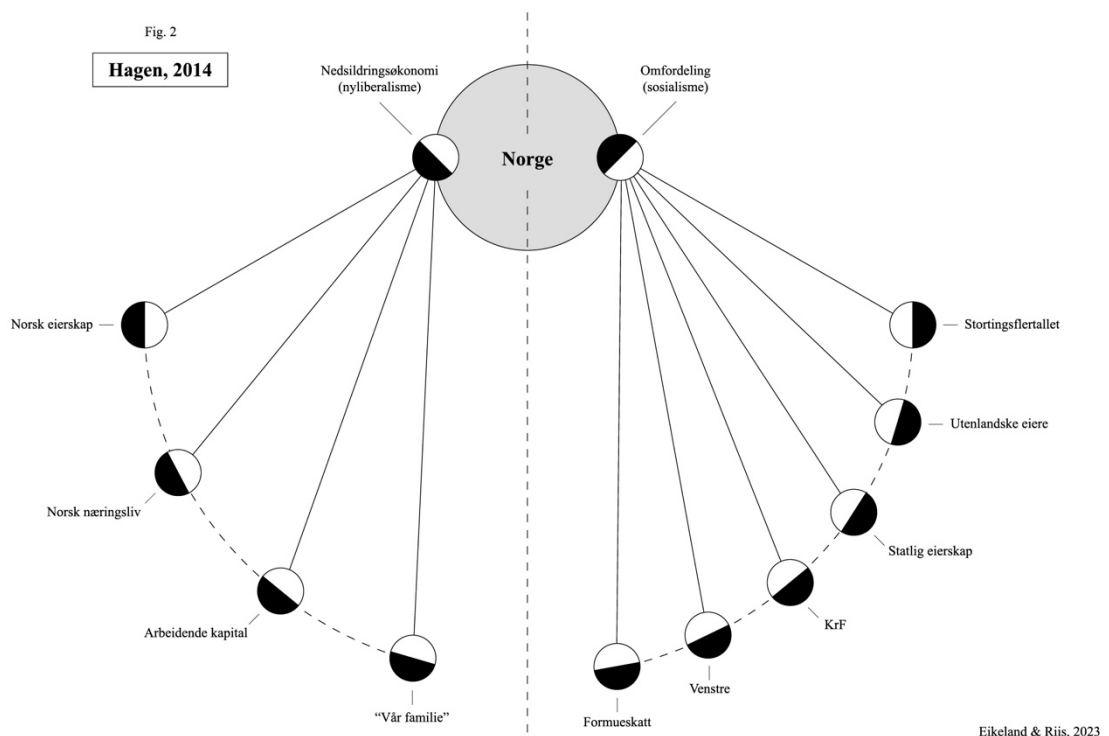 Fig. 2
Hagen, 2014
Nedsildringsøkonomi
(nyliberalisme)
Omfordeling
(sosialisme)
Norge
Norsk eierskap
Stortingsflertallet
Utenlandske eiere
Norsk næringsliv
Statlig eierskap
Arbeidende kapital
KrF
Venstre
“Vår familie”
Formueskatt
Eikeland & Riis, 2023